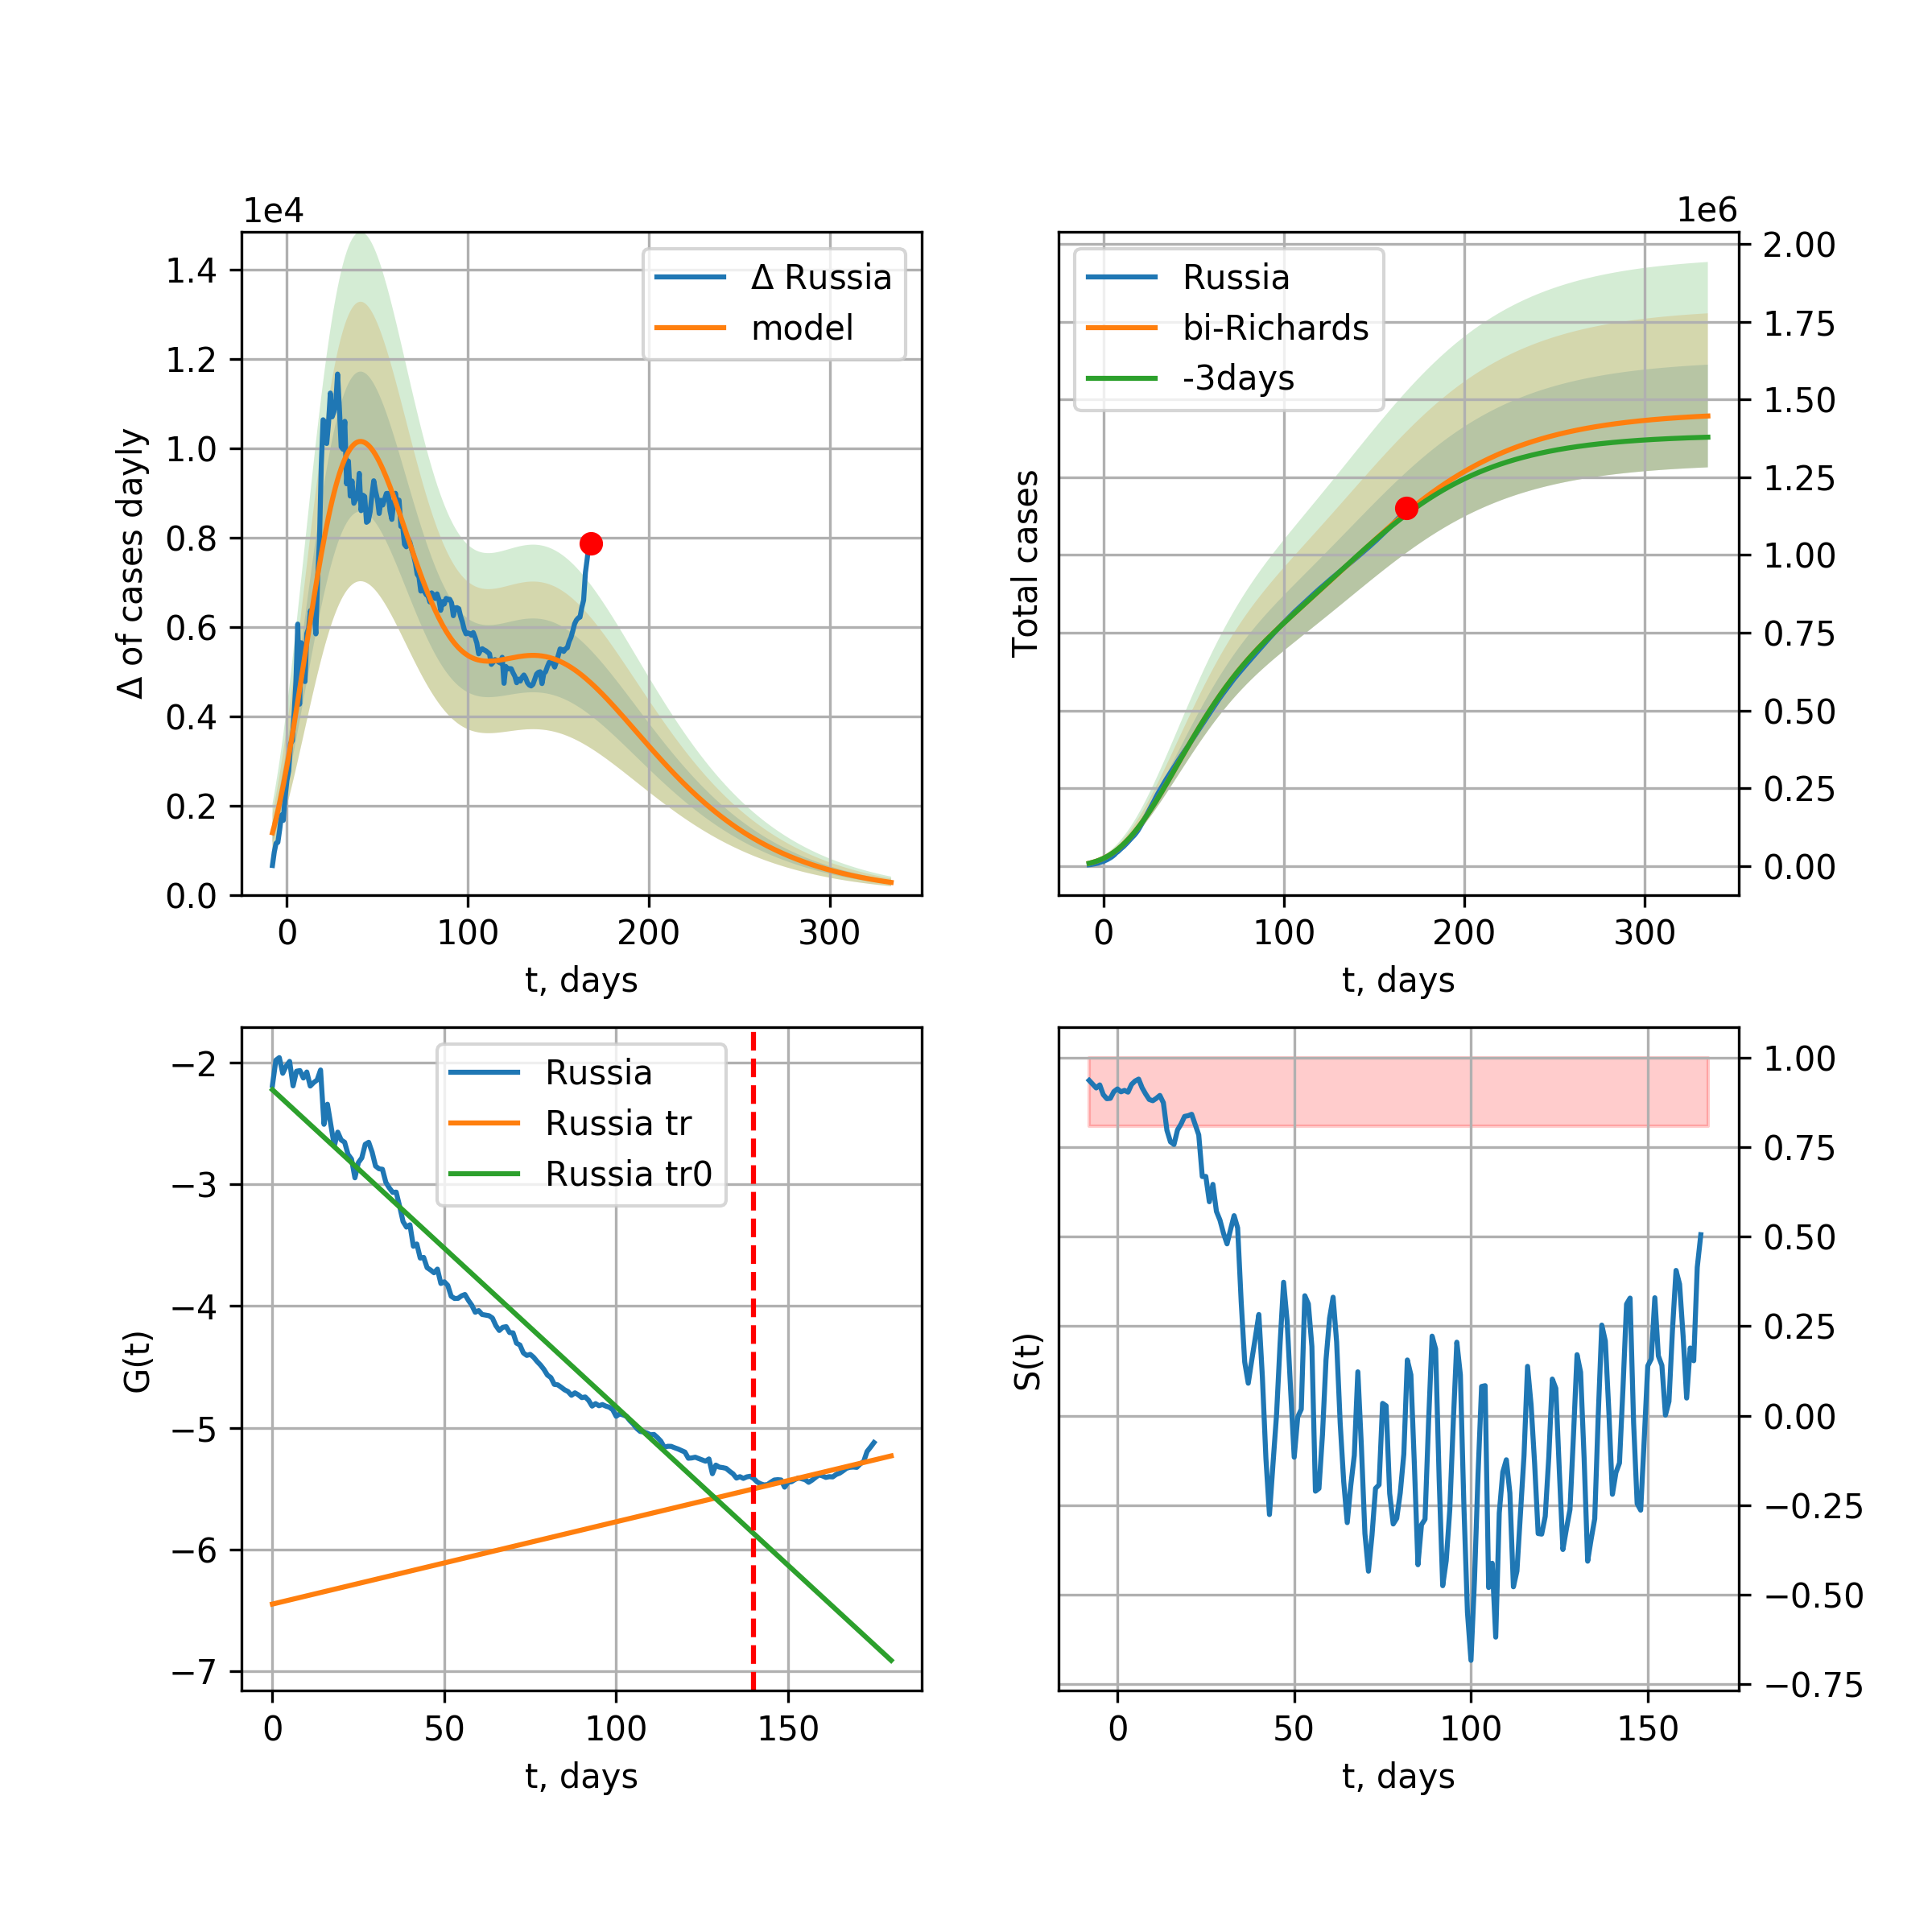 1e4
1.4
1.2
1.0
0.8
0.6
0.4
0.2
0.0
Δ of cases dayly
Δ Russia
model
0 100 200 300
t, days
1e6
2.00
1.75
1.50
1.25
1.00
0.75
0.50
0.25
0.00
Total cases
Russia
bi-Richards
-3days
0 100 200 300
t, days
−2
−3
−4
−5
−6
−7
G(t)
Russia
Russia tr
Russia tr0
0 50 100 150
t, days
1.00
0.75
0.50
0.25
0.00
−0.25
−0.50
−0.75
S(t)
0 50 100 150
t, days